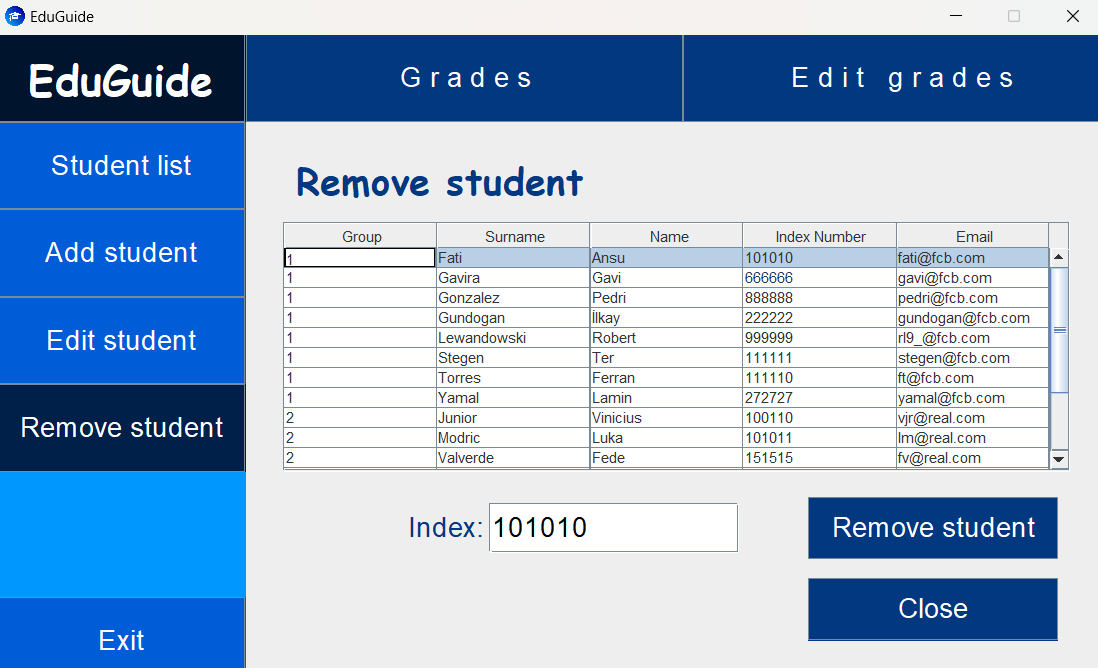 EduGuide
EduGuide
Grades
Edit grades
Student list
Add student
Edit student
Remove student
Exit
Remove student
Group Surname Name Index Number Email
1 Fati Ansu 101010 fati@fcb.com
1 Gavira Gavi 666666 gavi@fcb.com
1 Gonzalez Pedri 888888 pedri@fcb.com
1 Gundogan İlkay 222222 gundogan@fcb.com
1 Lewandowski Robert 999999 rl9_@fcb.com
1 Stegen Ter 111111 stegen@fcb.com
1 Torres Ferran 111110 ft@fcb.com
1 Yamal Lamin 272727 yamal@fcb.com
2 Junior Vinicius 100110 vjr@real.com
2 Modric Luka 101011 lm@real.com
2 Valverde Fede 151515 fv@real.com
Index: 101010
Remove student
Close